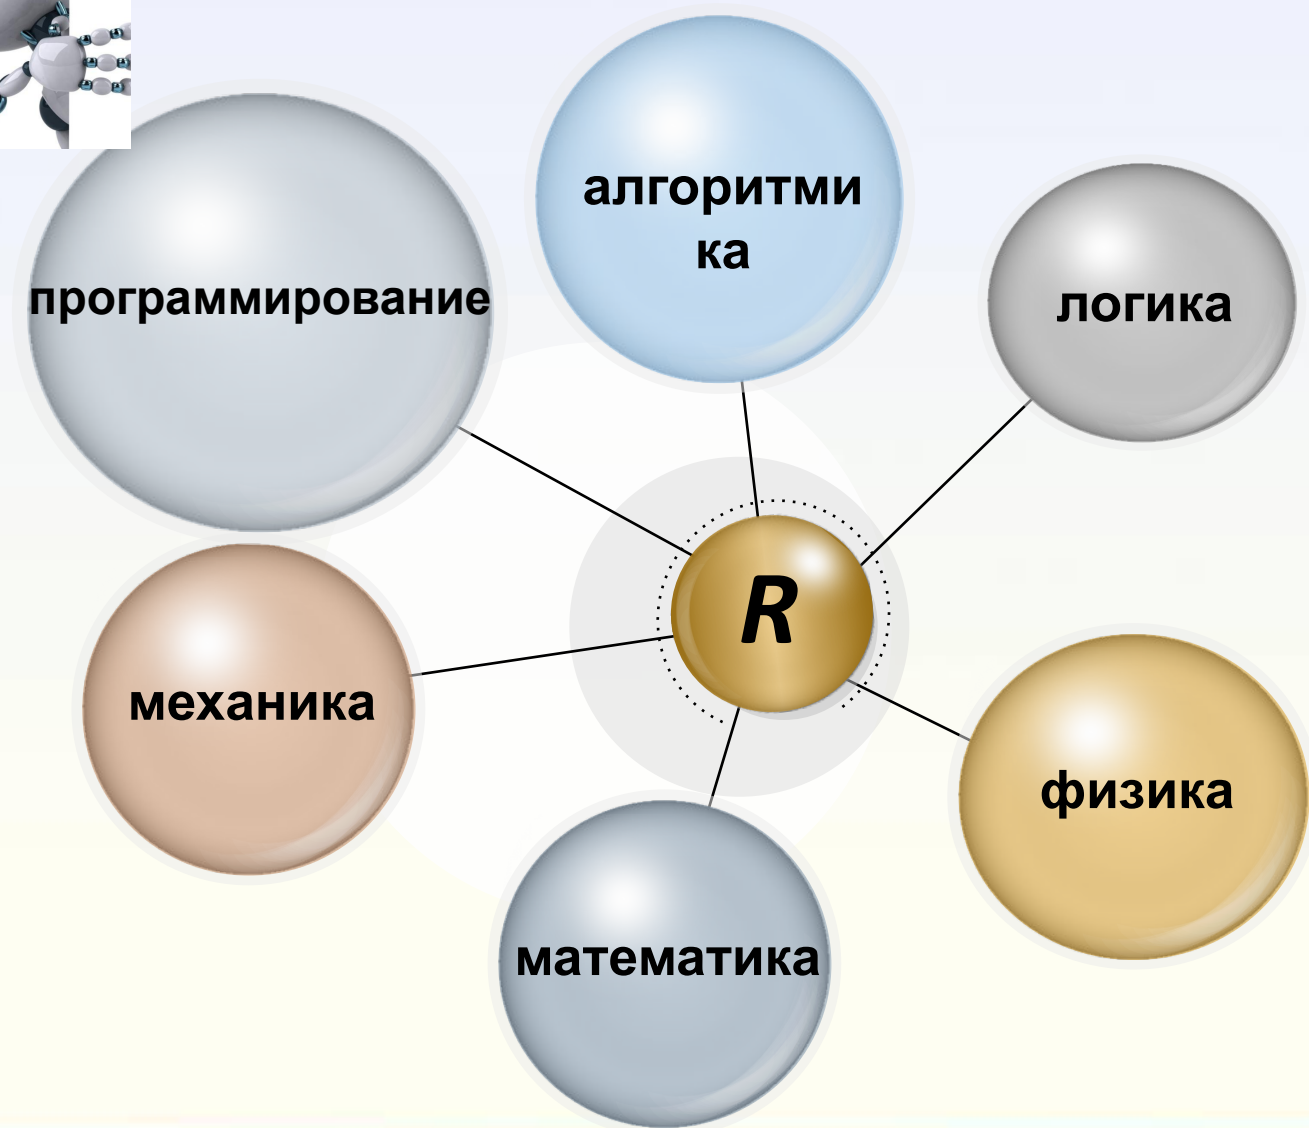 алгоритми
ка
программирование
логика
R
механика
физика
математика